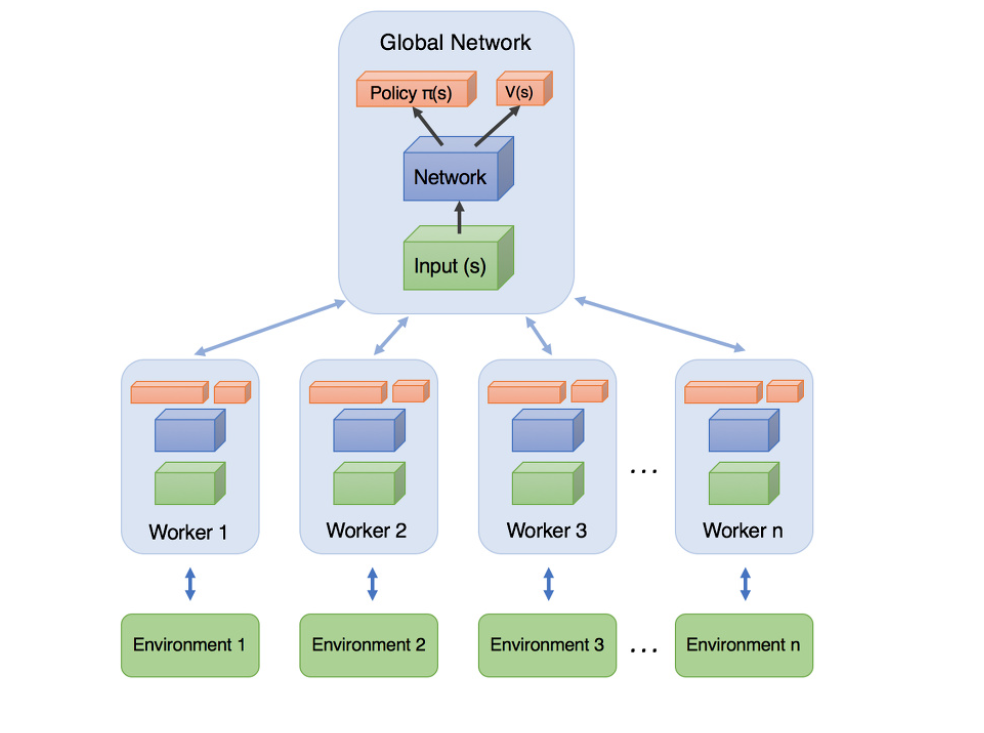 Global Network
Policy π(s)
V(s)
Network
Input (s)
...
Worker 1
Worker 2
Worker 3
Worker n
Environment 1
Environment 2
Environment 3
...
Environment n